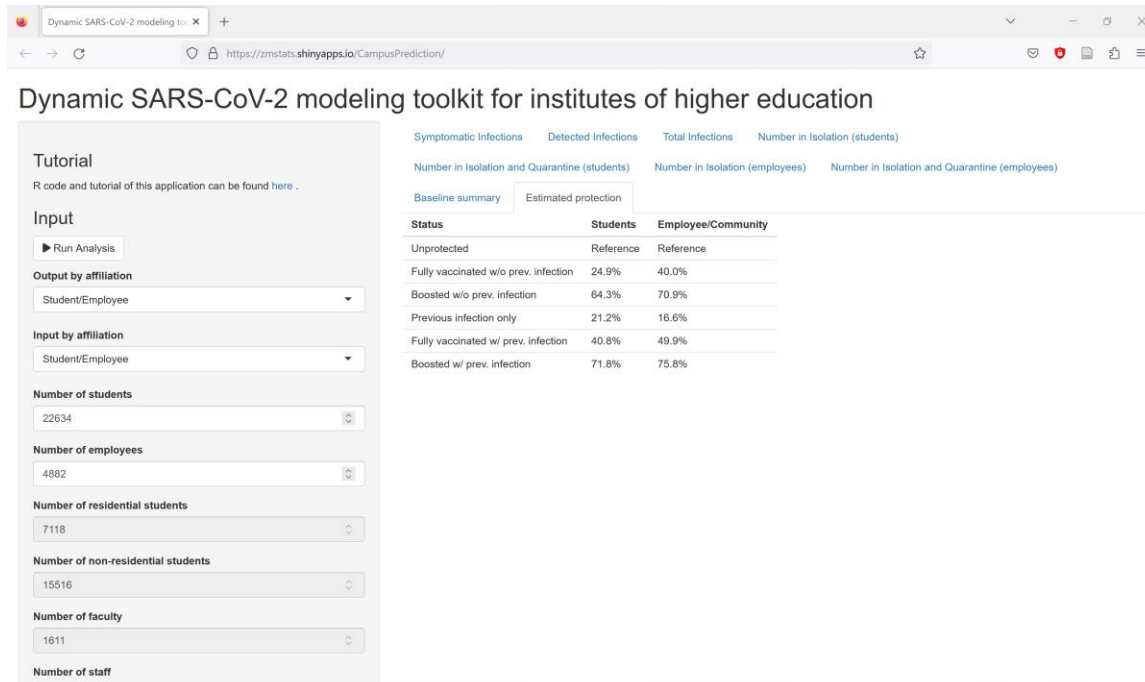 Dynamic SARS-CoV-2 modeling to
https://zmstats.shinyapps.io/CampusPrediction/
Dynamic SARS-CoV-2 modeling toolkit for institutes of higher education
Tutorial
R code and tutorial of this application can be found here .
Input
Run Analysis
Output by affiliation
Student/Employee
Input by affiliation
Student/Employee
Number of students
22634
Number of employees
4882
Number of residential students
7118
Number of non-residential students
15516
Number of faculty
1611
Number of staff
Symptomatic Infections Detected Infections Total Infections Number in Isolation (students)
Number in Isolation and Quarantine (students) Number in Isolation (employees) Number in Isolation and Quarantine (employees)
Baseline summary Estimated protection
Status Students Employee/Community
Unprotected Reference Reference
Fully vaccinated w/o prev. infection 24.9% 40.0%
Boosted w/o prev. infection 64.3% 70.9%
Previous infection only 21.2% 16.6%
Fully vaccinated w/ prev. infection 40.8% 49.9%
Boosted w/ prev. infection 71.8% 75.8%